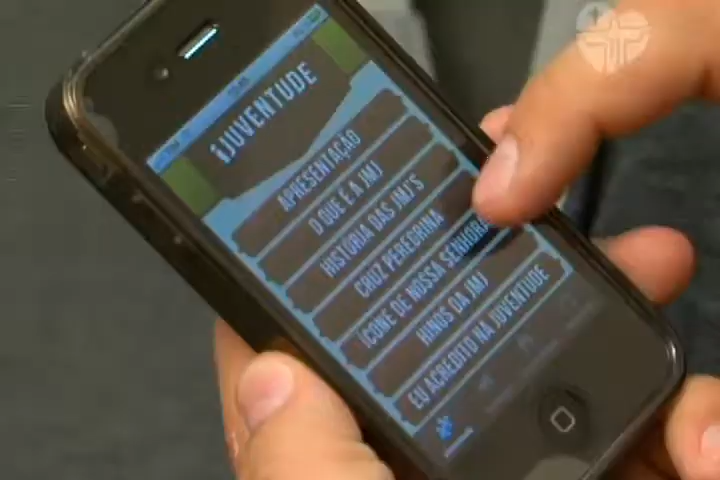 iJUVENTUDE
APRESENTAÇÃO
O QUE É A JMJ
HISTÓRIA DAS JMJ'S
CRUZ PEREGRINA
ÍCONE DE NOSSA SENHORA
HINOS DA JMJ
EU ACREDITO NA JUVENTUDE